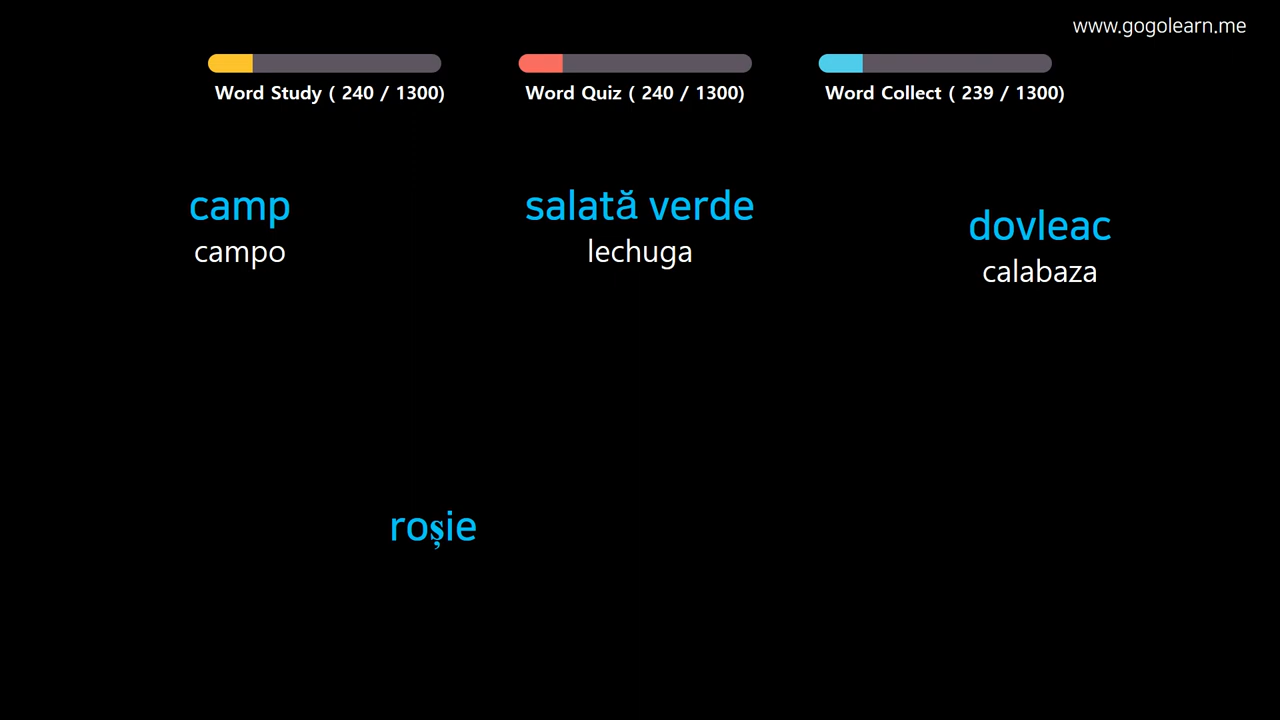 www.gogolearn.me
Word Study ( 240 / 1300)
Word Quiz ( 240 / 1300)
Word Collect ( 239 / 1300)
camp
campo
salată verde
lechuga
dovleac
calabaza
roșie